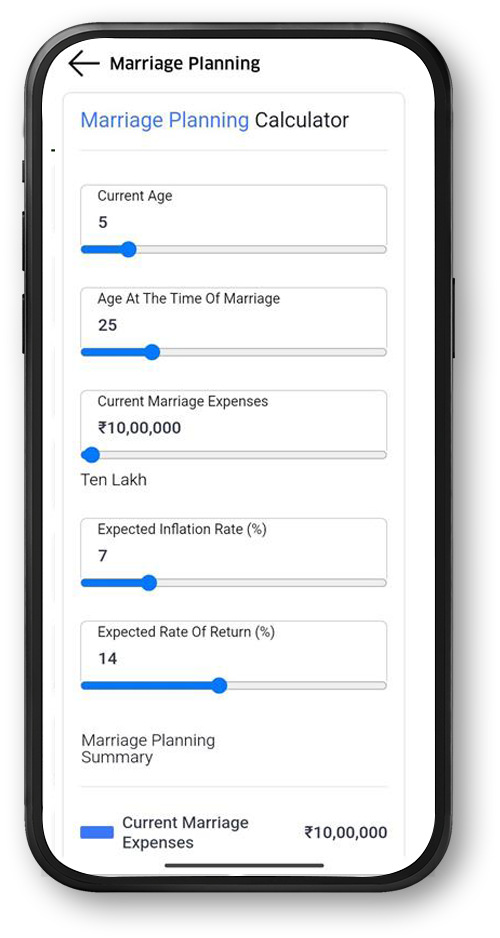 Marriage Planning
Marriage Planning Calculator
Current Age
5
Age At The Time Of Marriage
25
Current Marriage Expenses
₹10,00,000
Ten Lakh
Expected Inflation Rate (%)
7
Expected Rate Of Return (%)
14
Marriage Planning
Summary
Current Marriage
Expenses
₹10,00,000